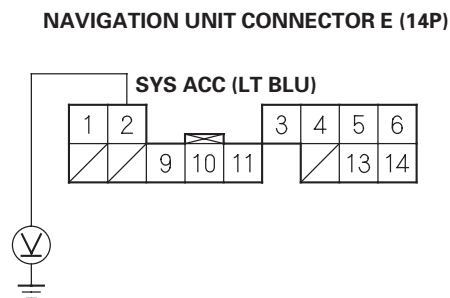 NAVIGATION UNIT CONNECTOR E (14P)
SYS ACC (LT BLU)
1 2 3 4 5 6
9 10 11 13 14
V